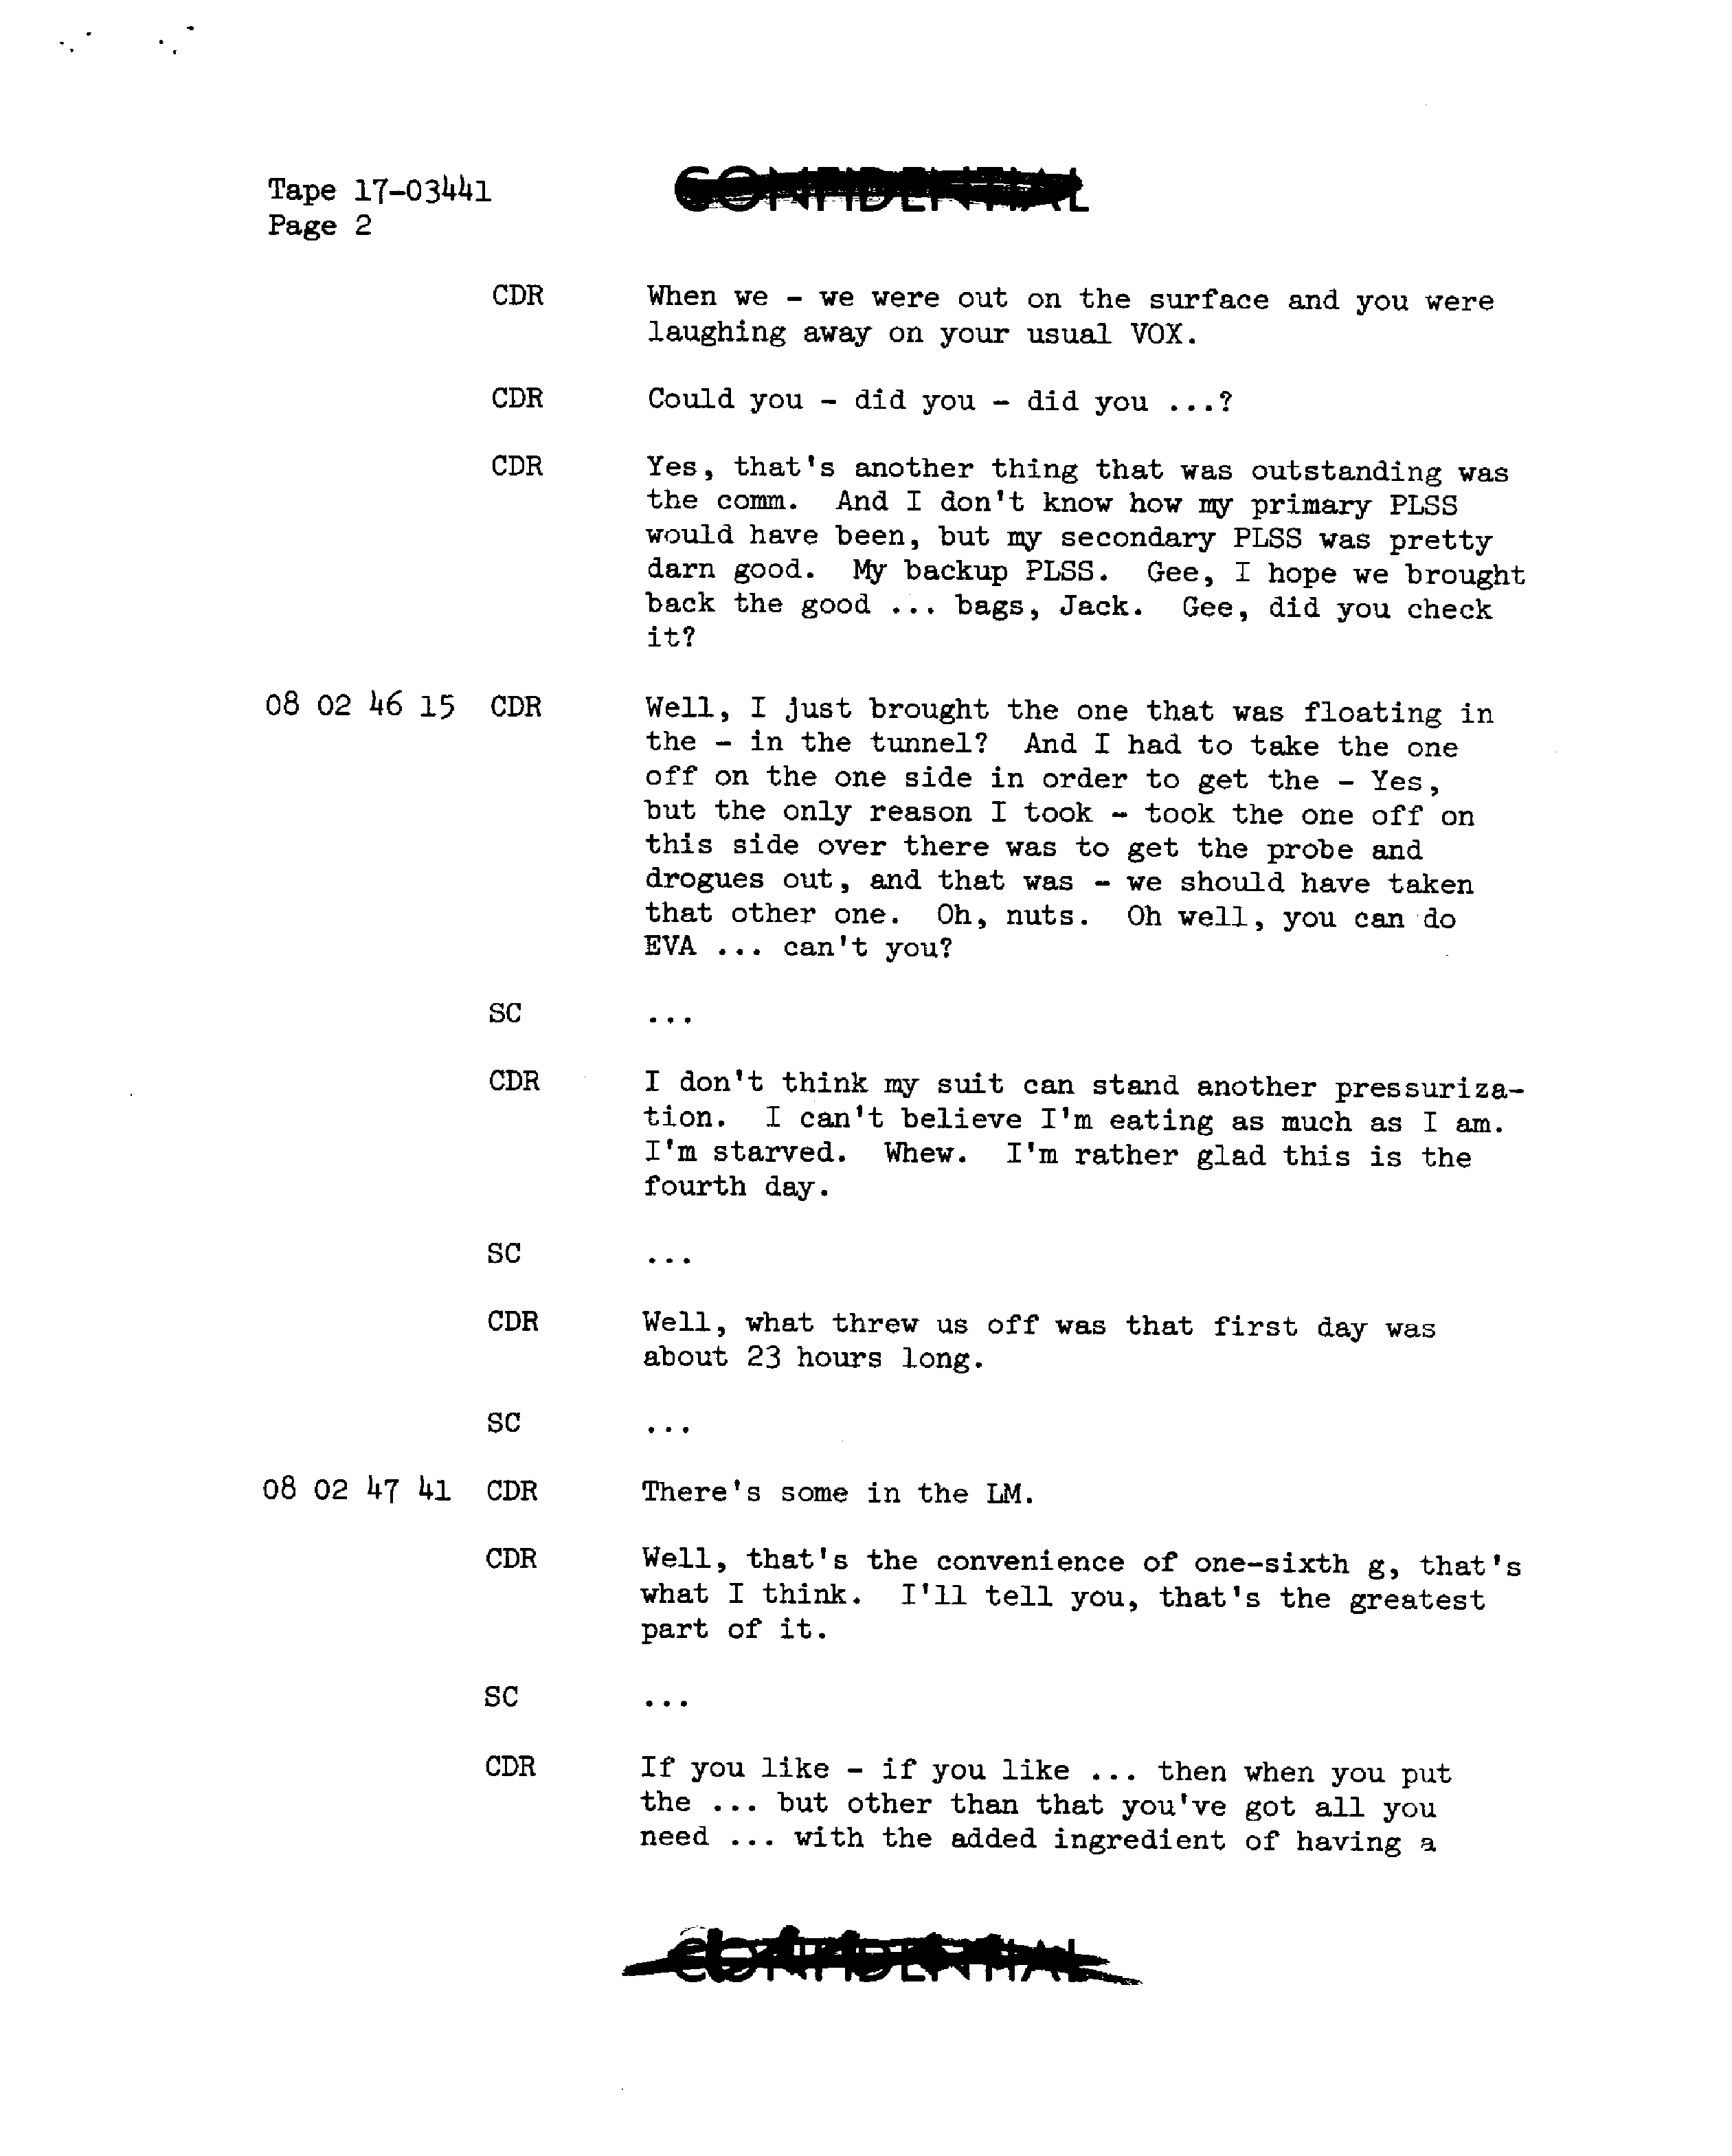 Tape 17-03441
Page 2
CONFIDENTIAL
CDR When we - we were out on the surface and you were
laughing away on your usual VOX.
CDR Could you - did you - did you ...?
CDR Yes, that's another thing that was outstanding was
the comm. And I don't know how my primary PLSS
would have been, but my secondary PLSS was pretty
darn good. My backup PLSS. Gee, I hope we brought
back the good ... bags, Jack. Gee, did you check
it?
08 02 46 15 CDR Well, I just brought the one that was floating in
the - in the tunnel? And I had to take the one
off on the one side in order to get the - Yes,
but the only reason I took - took the one off on
this side over there was to get the probe and
drogues out, and that was - we should have taken
that other one. Oh, nuts. Oh well, you can do
EVA ... can't you?
SC ...
CDR I don't think my suit can stand another pressuriza-
tion. I can't believe I'm eating as much as I am.
I'm starved. Whew. I'm rather glad this is the
fourth day.
SC ...
CDR Well, what threw us off was that first day was
about 23 hours long.
SC ...
08 02 47 41 CDR There's some in the LM.
CDR Well, that's the convenience of one-sixth g, that's
what I think. I'll tell you, that's the greatest
part of it.
SC ...
CDR If you like - if you like ... then when you put
the ... but other than that you've got all you
need ... with the added ingredient of having a
CONFIDENTIAL